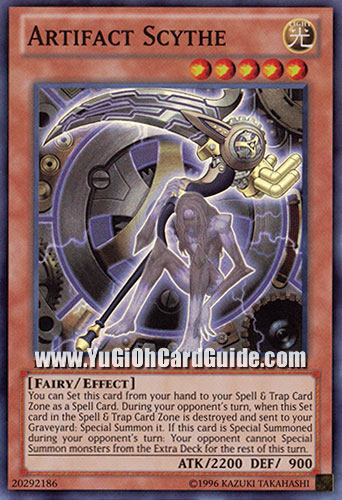 ARTIFACT SCYTHE
LIGHT
光
www.YuGiOhCardGuide.com
[FAIRY/EFFECT]
You can Set this card from your hand to your Spell & Trap Card
Zone as a Spell Card. During your opponent's turn, when this Set
card in the Spell & Trap Card Zone is destroyed and sent to your
Graveyard: Special Summon it. If this card is Special Summoned
during your opponent's turn: Your opponent cannot Special
Summon monsters from the Extra Deck for the rest of this turn.
ATK/2200 DEF/ 900
20292186
©1996 KAZUKI TAKAHASHI